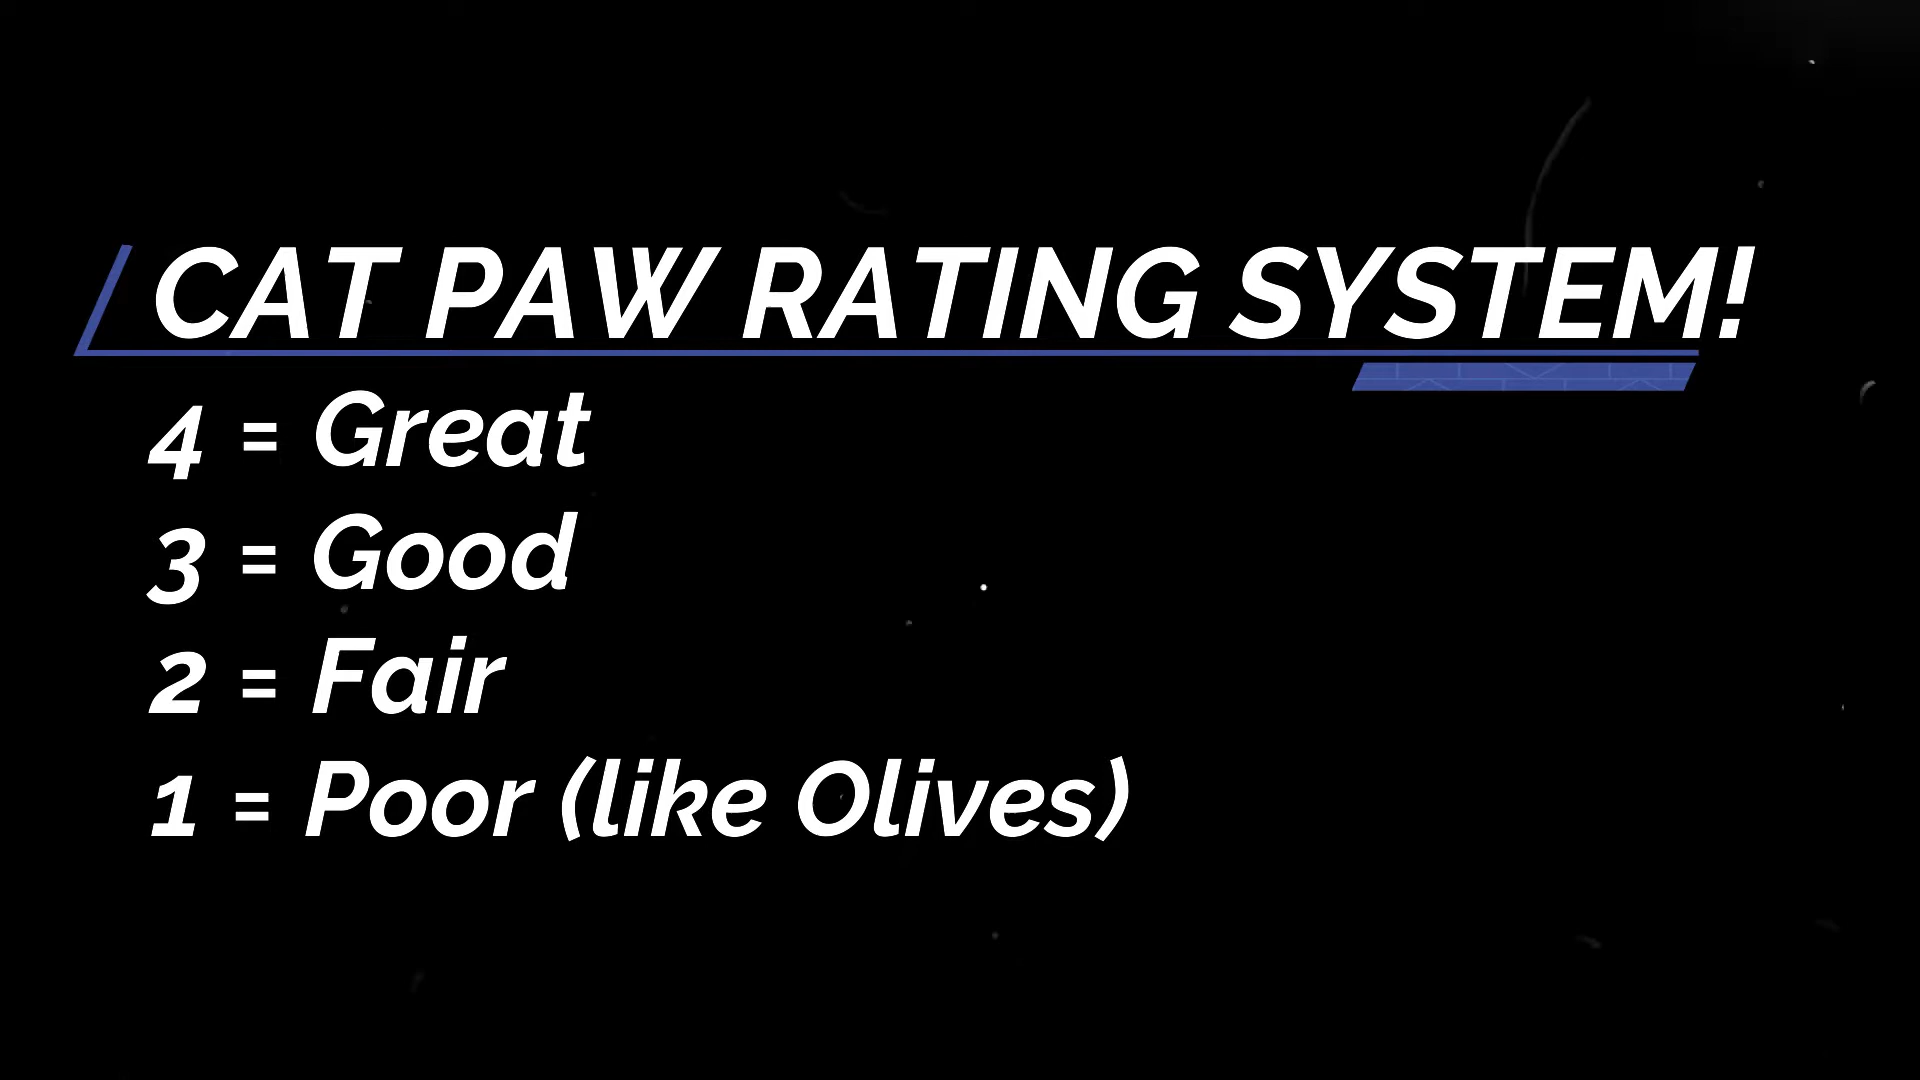 CAT PAW RATING SYSTEM!
4 = Great
3 = Good
2 = Fair
1 = Poor (like Olives)